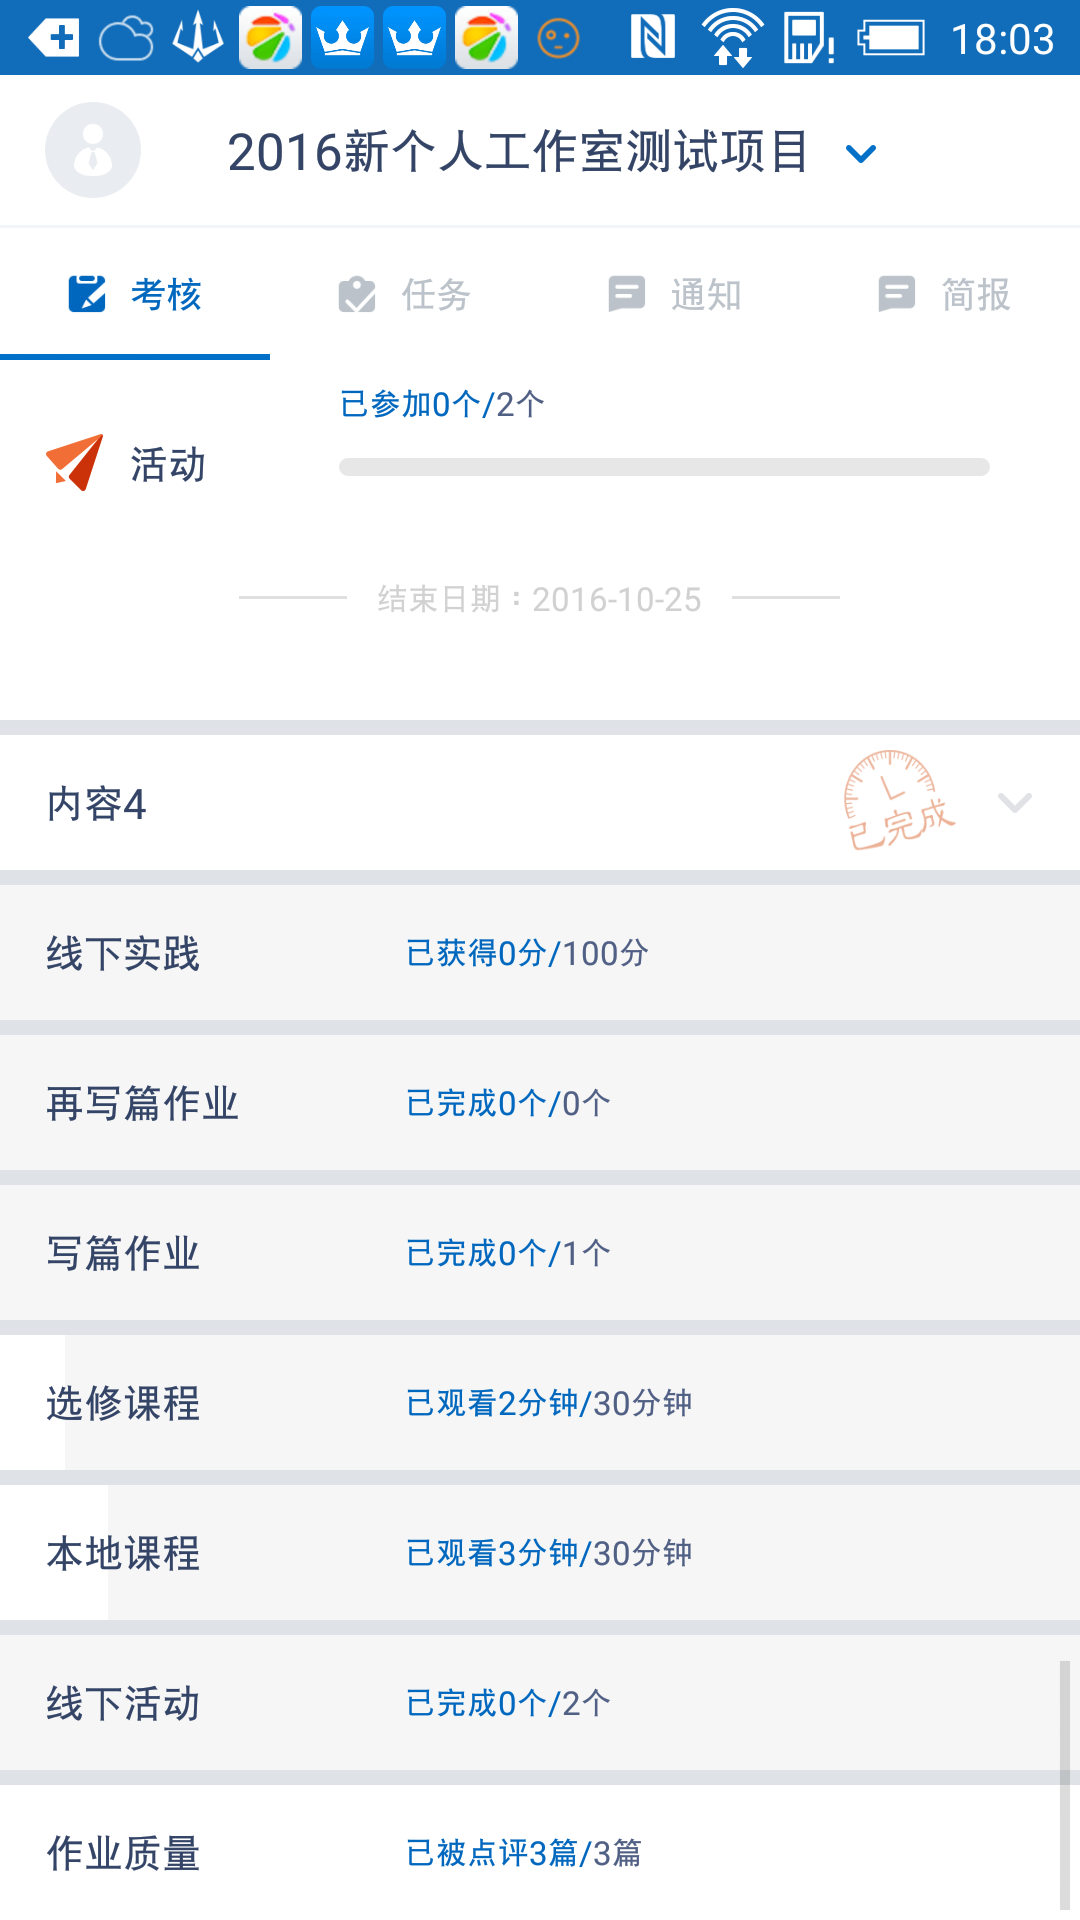 18:03
2016新个人工作室测试项目
考核 任务 通知 简报
已参加0个/2个
活动
结束日期：2016-10-25
内容4 已完成
线下实践 已获得0分/100分
再写篇作业 已完成0个/0个
写篇作业 已完成0个/1个
选修课程 已观看2分钟/30分钟
本地课程 已观看3分钟/30分钟
线下活动 已完成0个/2个
作业质量 已被点评3篇/3篇